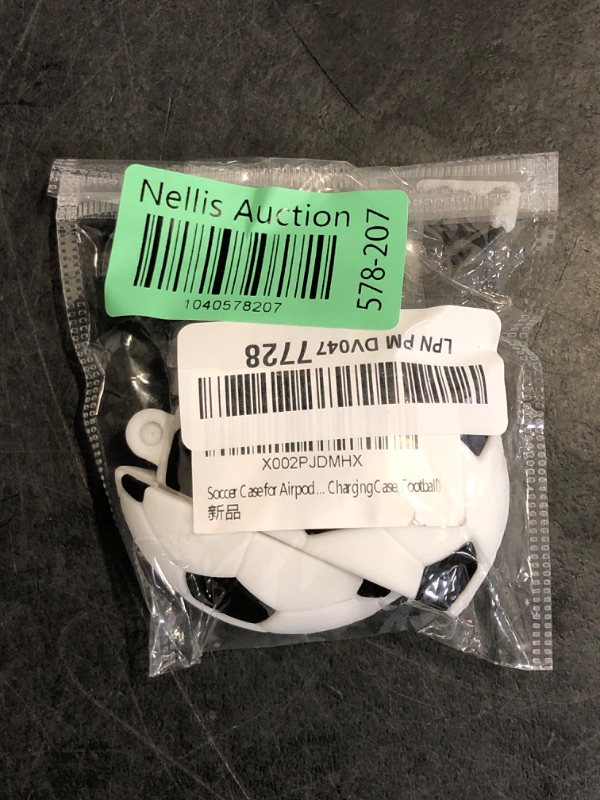 Nellis Auction
1040578207
578-207
LPN PM DV047 7728
X002PJDMHX
Soccer Case for Airpod ... Charging Case, Football)
新品